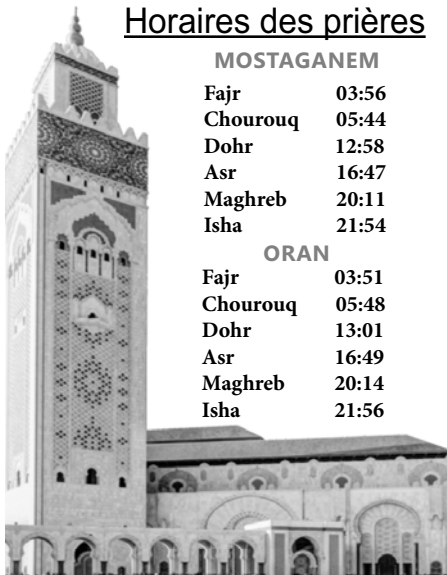 Horaires des prières
MOSTAGANEM
Fajr 03:56
Chourouq 05:44
Dohr 12:58
Asr 16:47
Maghreb 20:11
Isha 21:54
ORAN
Fajr 03:51
Chourouq 05:48
Dohr 13:01
Asr 16:49
Maghreb 20:14
Isha 21:56